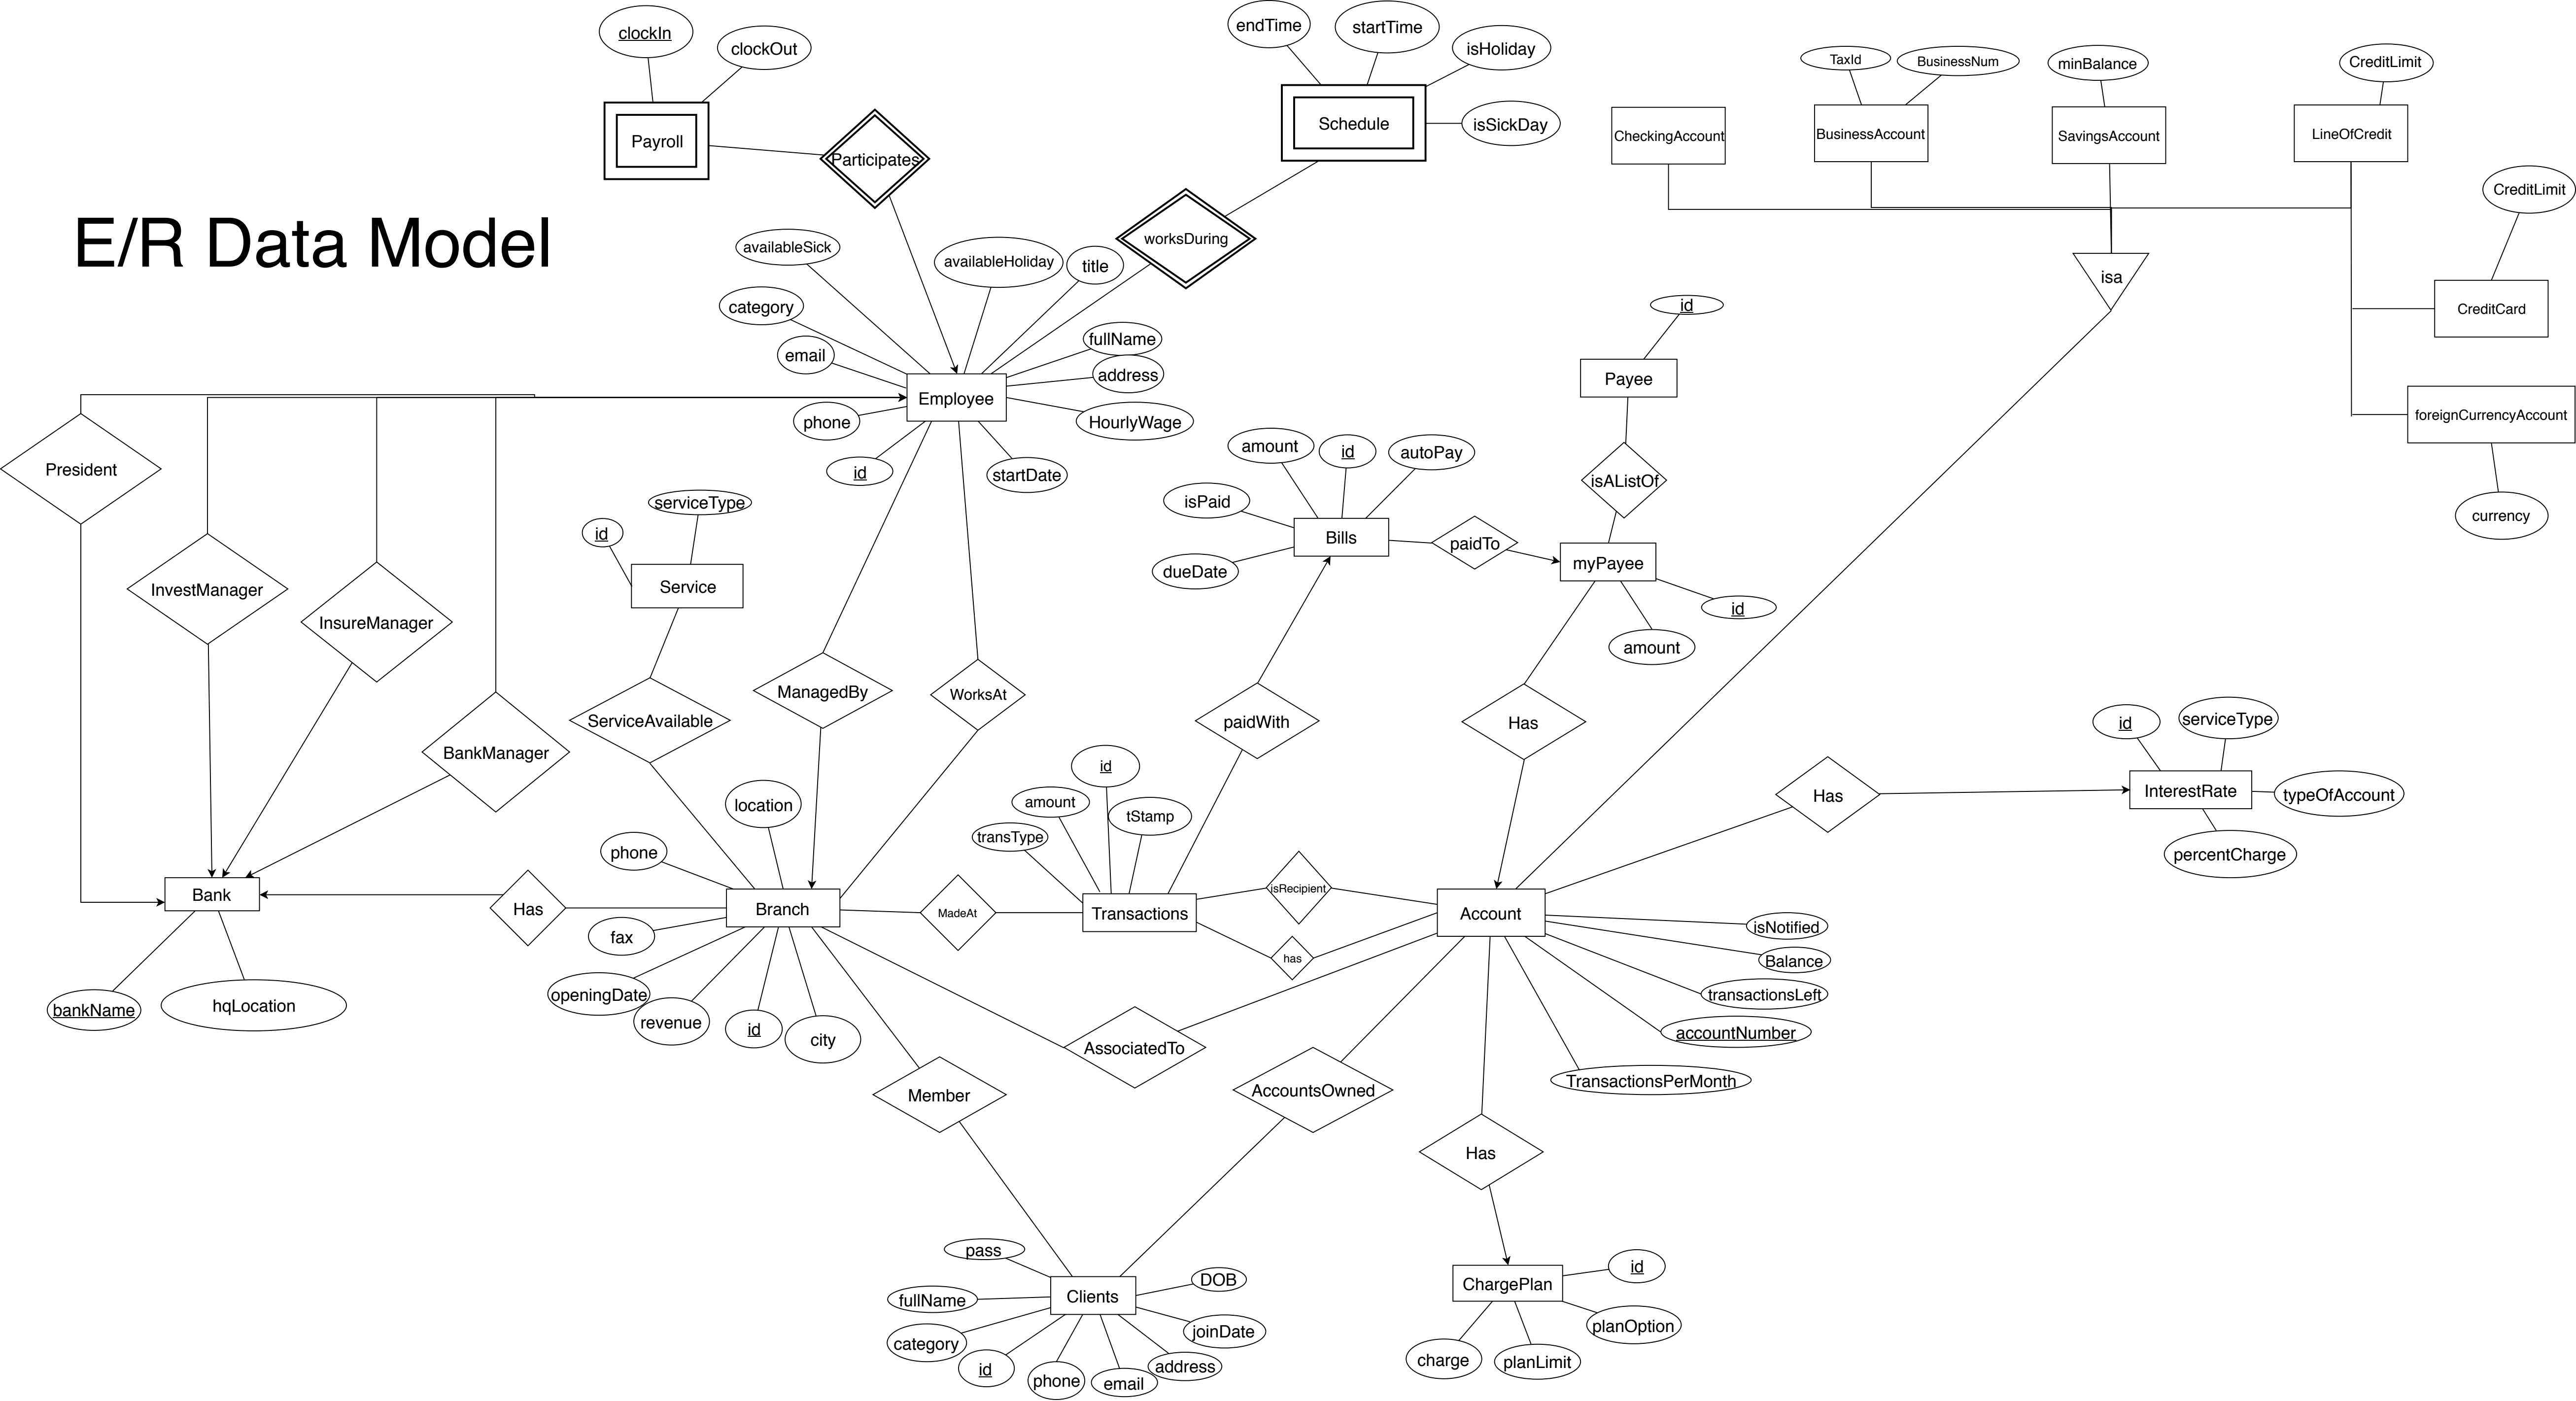 clockIn
clockOut
endTime
startTime
isHoliday
isSickDay
TaxId
BusinessNum
minBalance
CreditLimit
Payroll
Participates
Schedule
CheckingAccount
BusinessAccount
SavingsAccount
LineOfCredit
CreditLimit
E/R Data Model
availableSick
availableHoliday
title
worksDuring
isa
category
id
CreditCard
email
fullName
address
Payee
Employee
phone
HourlyWage
foreignCurrencyAccount
President
id
startDate
amount
id
autoPay
isAListOf
serviceType
isPaid
currency
id
Bills
paidTo
myPayee
dueDate
InvestManager
InsureManager
Service
id
amount
ServiceAvailable
ManagedBy
WorksAt
paidWith
Has
id
serviceType
BankManager
id
location
amount
tStamp
transType
Has
InterestRate
typeOfAccount
phone
percentCharge
Bank
Has
Branch
MadeAt
Transactions
isRecipient
Account
isNotified
fax
has
Balance
bankName
hqLocation
openingDate
revenue
id
city
transactionsLeft
accountNumber
AssociatedTo
TransactionsPerMonth
Member
AccountsOwned
Has
pass
fullName
Clients
DOB
category
id
phone
email
address
joinDate
ChargePlan
id
planOption
charge
planLimit